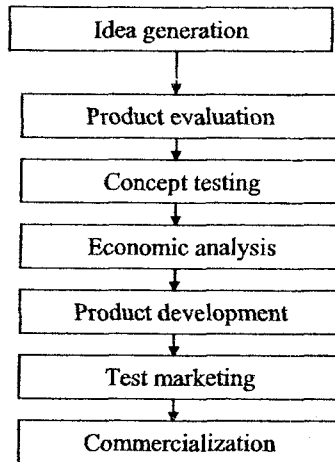 Idea generation
Product evaluation
Concept testing
Economic analysis
Product development
Test marketing
Commercialization